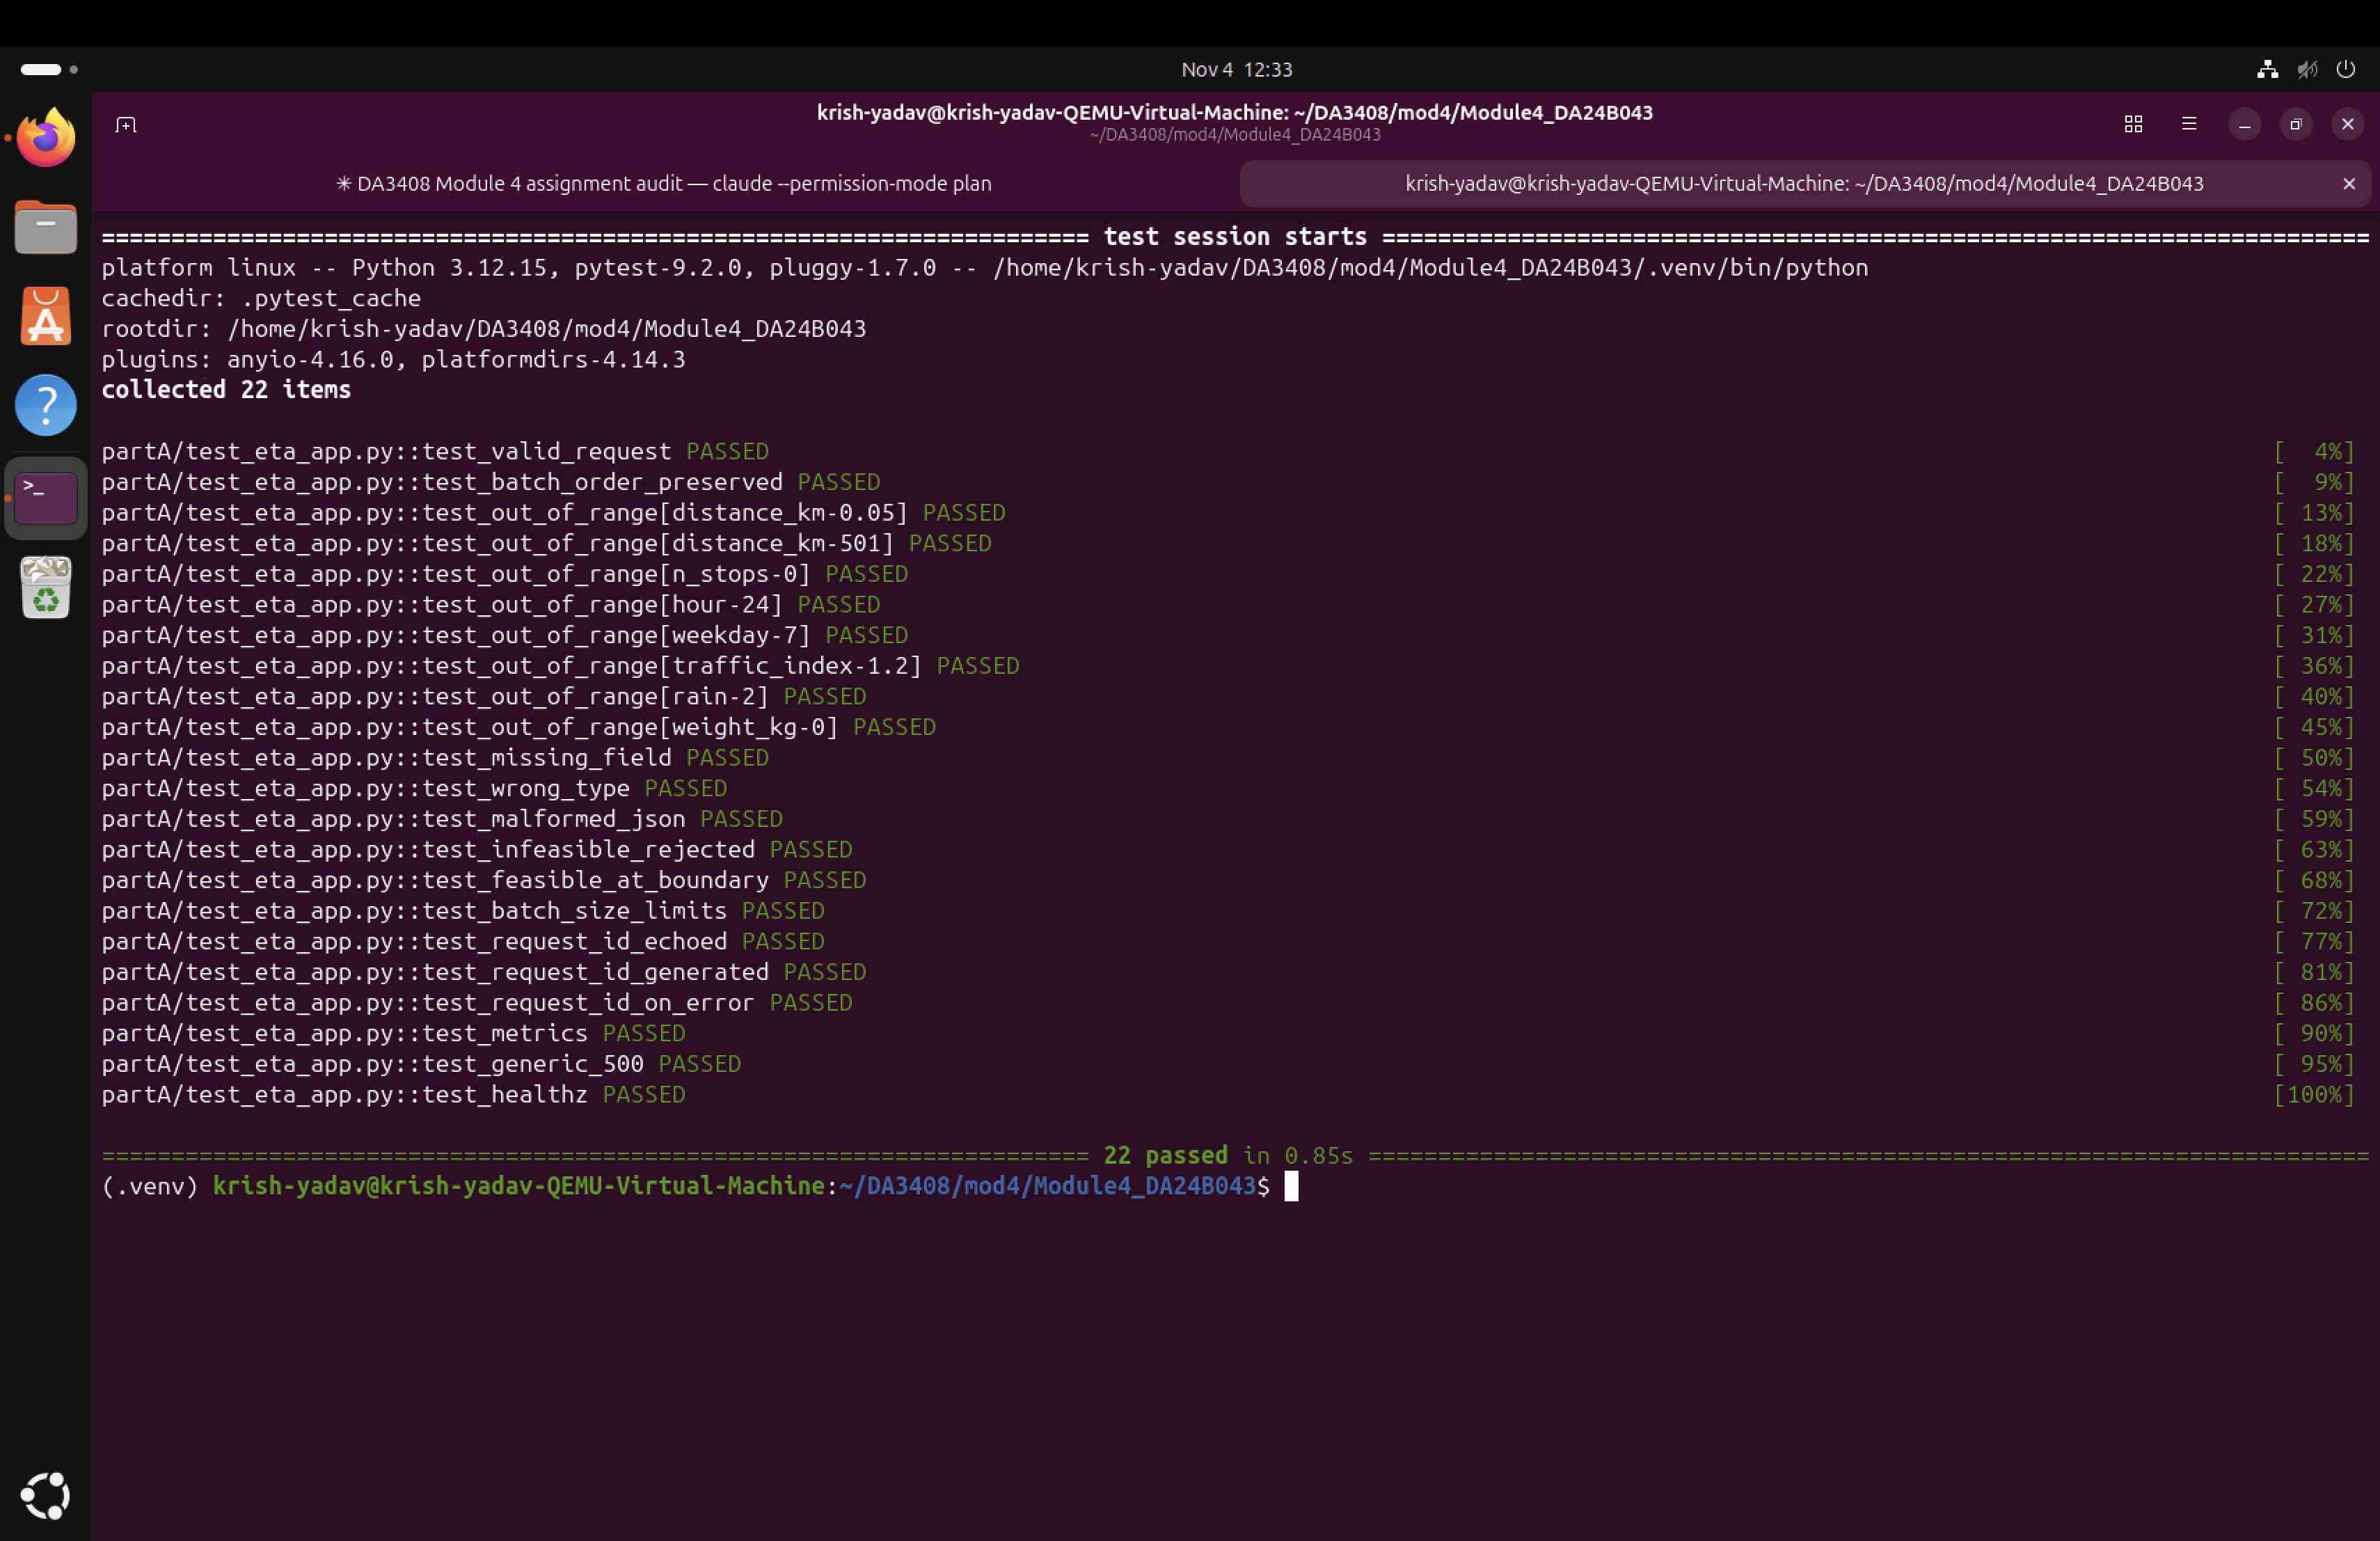 Nov 4 12:33
krish-yadav@krish-yadav-QEMU-Virtual-Machine: ~/DA3408/mod4/Module4_DA24B043
~/DA3408/mod4/Module4_DA24B043
✳ DA3408 Module 4 assignment audit — claude --permission-mode plan
krish-yadav@krish-yadav-QEMU-Virtual-Machine: ~/DA3408/mod4/Module4_DA24B043
======================================================================= test session starts =======================================================================
platform linux -- Python 3.12.15, pytest-9.2.0, pluggy-1.7.0 -- /home/krish-yadav/DA3408/mod4/Module4_DA24B043/.venv/bin/python
cachedir: .pytest_cache
rootdir: /home/krish-yadav/DA3408/mod4/Module4_DA24B043
plugins: anyio-4.16.0, platformdirs-4.14.3
collected 22 items
partA/test_eta_app.py::test_valid_request PASSED [  4%]
partA/test_eta_app.py::test_batch_order_preserved PASSED [  9%]
partA/test_eta_app.py::test_out_of_range[distance_km-0.05] PASSED [ 13%]
partA/test_eta_app.py::test_out_of_range[distance_km-501] PASSED [ 18%]
partA/test_eta_app.py::test_out_of_range[n_stops-0] PASSED [ 22%]
partA/test_eta_app.py::test_out_of_range[hour-24] PASSED [ 27%]
partA/test_eta_app.py::test_out_of_range[weekday-7] PASSED [ 31%]
partA/test_eta_app.py::test_out_of_range[traffic_index-1.2] PASSED [ 36%]
partA/test_eta_app.py::test_out_of_range[rain-2] PASSED [ 40%]
partA/test_eta_app.py::test_out_of_range[weight_kg-0] PASSED [ 45%]
partA/test_eta_app.py::test_missing_field PASSED [ 50%]
partA/test_eta_app.py::test_wrong_type PASSED [ 54%]
partA/test_eta_app.py::test_malformed_json PASSED [ 59%]
partA/test_eta_app.py::test_infeasible_rejected PASSED [ 63%]
partA/test_eta_app.py::test_feasible_at_boundary PASSED [ 68%]
partA/test_eta_app.py::test_batch_size_limits PASSED [ 72%]
partA/test_eta_app.py::test_request_id_echoed PASSED [ 77%]
partA/test_eta_app.py::test_request_id_generated PASSED [ 81%]
partA/test_eta_app.py::test_request_id_on_error PASSED [ 86%]
partA/test_eta_app.py::test_metrics PASSED [ 90%]
partA/test_eta_app.py::test_generic_500 PASSED [ 95%]
partA/test_eta_app.py::test_healthz PASSED [100%]
======================================================================= 22 passed in 0.85s ========================================================================
(.venv) krish-yadav@krish-yadav-QEMU-Virtual-Machine:~/DA3408/mod4/Module4_DA24B043$